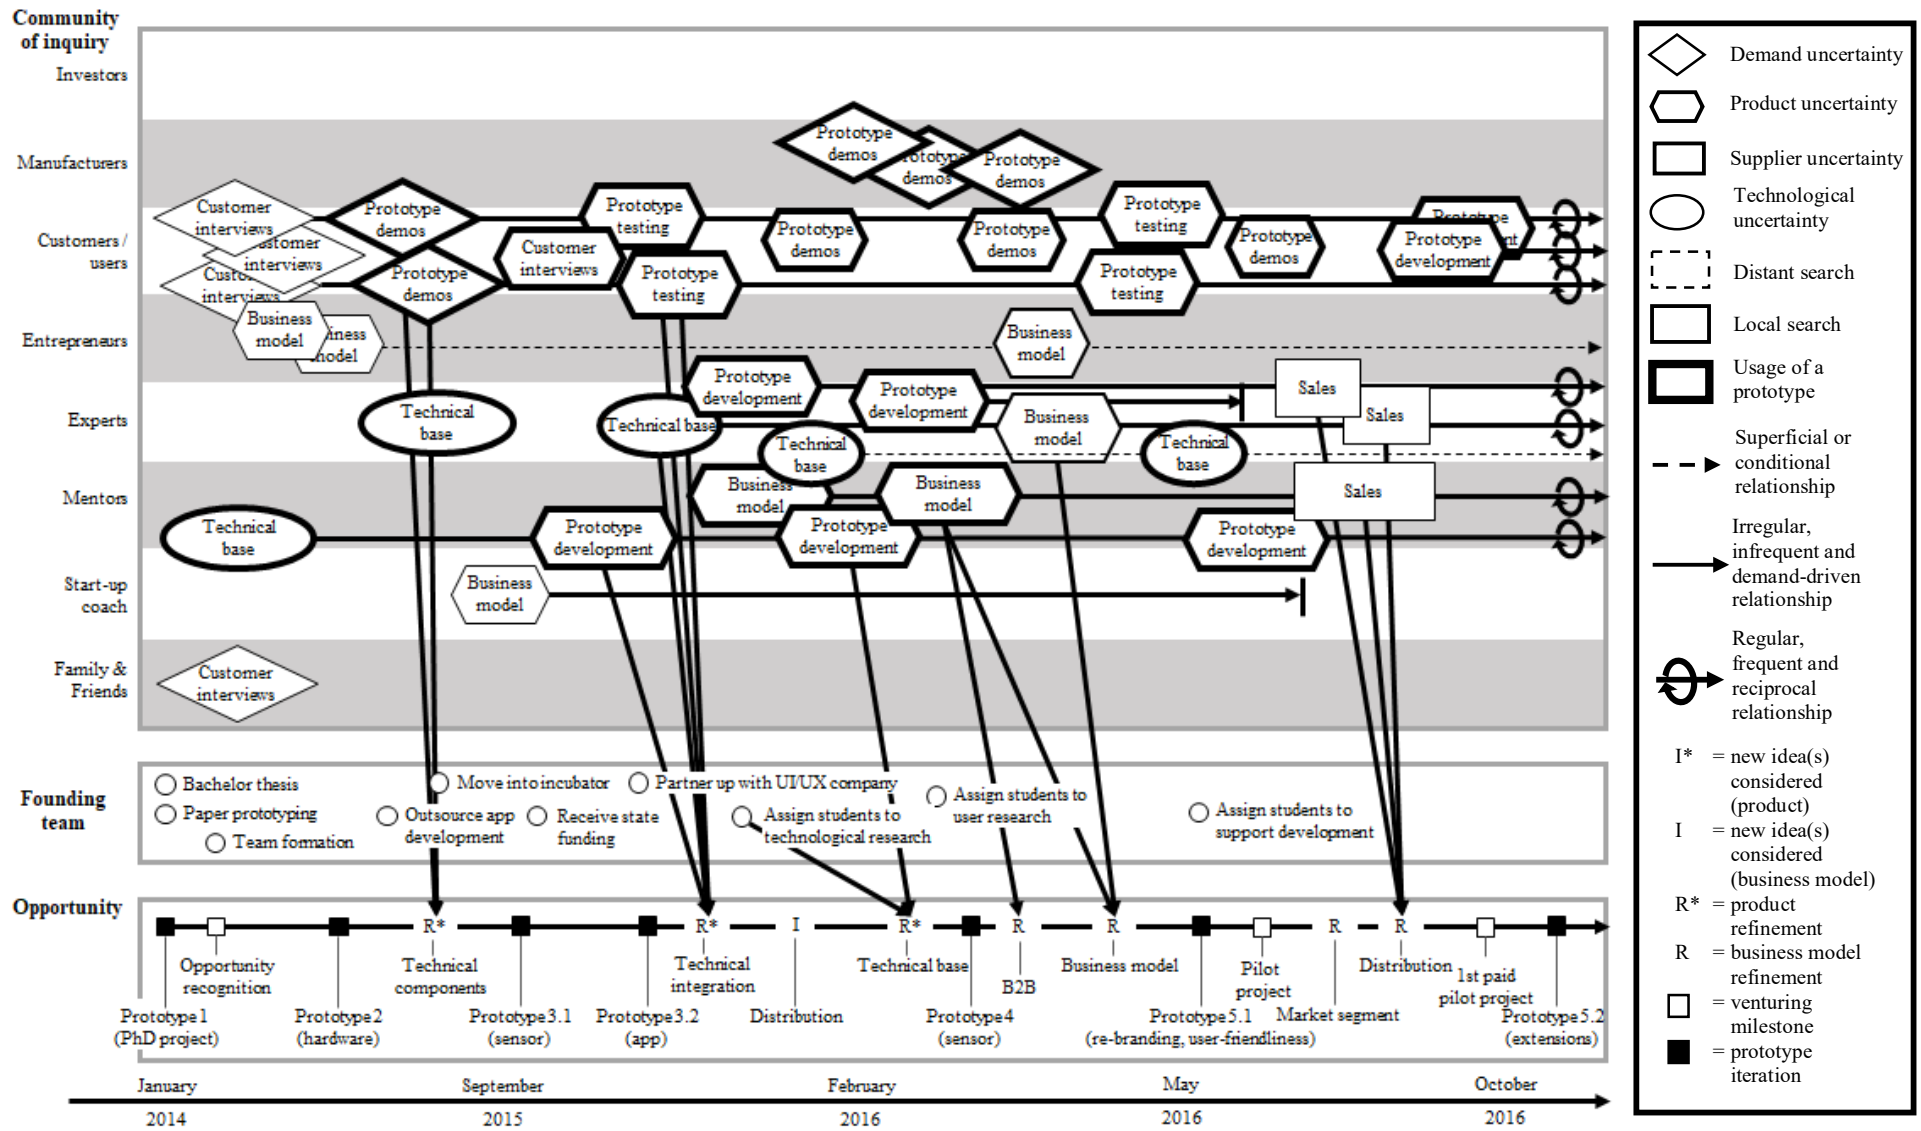 Community
of inquiry
Investors
Manufacturers
Customers /
users
Entrepreneurs
Experts
Mentors
Start-up
coach
Family &
Friends
Prototype
demos
Prototype
demos
Prototype
demos
Customer
interviews
Customer
interviews
Customer
interviews
Prototype
demos
Prototype
demos
Customer
interviews
Prototype
testing
Prototype
testing
Prototype
demos
Prototype
demos
Prototype
testing
Prototype
testing
Prototype
demos
Prototype
Prototype
development
Business
model
Business
model
Business
model
Technical
base
Technical base
Prototype
development
Prototype
development
Technical
base
Business
model
Technical
base
Sales
Sales
Sales
Technical
base
Prototype
development
Business
model
Prototype
development
Business
model
Prototype
development
Business
model
Customer
interviews
Founding
team
Bachelor thesis
Paper prototyping
Team formation
Move into incubator
Outsource app
development
Receive state
funding
Partner up with UI/UX company
Assign students to
technological research
Assign students to
user research
Assign students to
support development
Opportunity
R*
R*
I
R*
R
R
R
R
Opportunity
recognition
Technical
components
Technical
integration
Technical base
B2B
Business model
Pilot
project
Distribution
1st paid
pilot project
Prototype 1
(PhD project)
Prototype 2
(hardware)
Prototype 3.1
(sensor)
Prototype 3.2
(app)
Distribution
Prototype 4
(sensor)
Prototype 5.1
(re-branding, user-friendliness)
Market segment
Prototype 5.2
(extensions)
January
2014
September
2015
February
2016
May
2016
October
2016
Demand uncertainty
Product uncertainty
Supplier uncertainty
Technological
uncertainty
Distant search
Local search
Usage of a
prototype
Superficial or
conditional
relationship
Irregular,
infrequent and
demand-driven
relationship
Regular,
frequent and
reciprocal
relationship
I* = new idea(s)
considered
(product)
I = new idea(s)
considered
(business model)
R* = product
refinement
R = business model
refinement
= venturing
milestone
= prototype
iteration